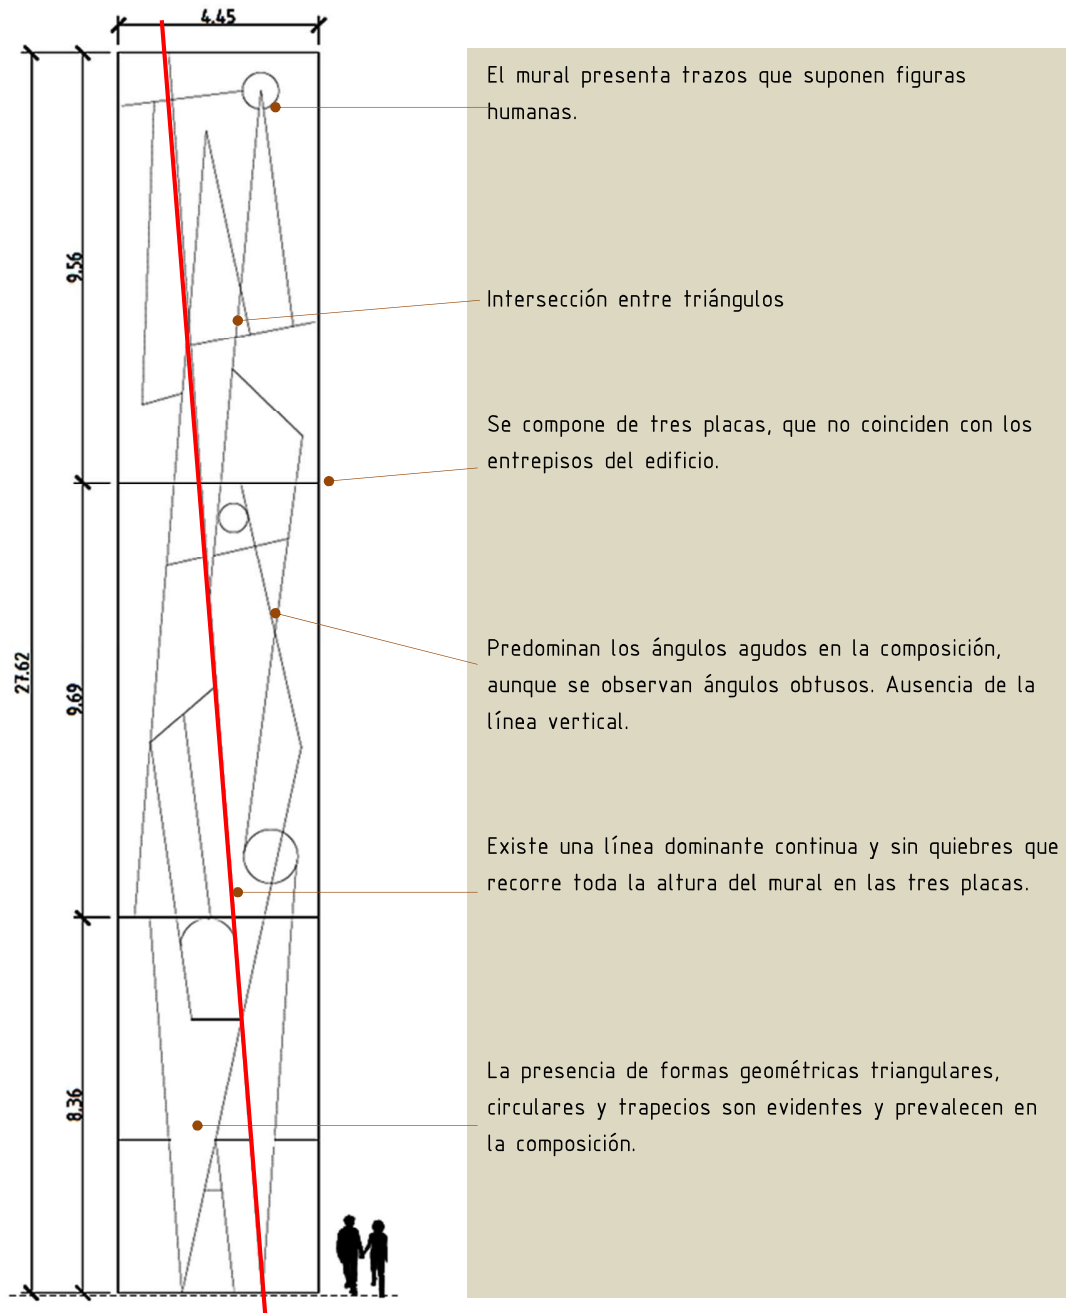 4.45
El mural presenta trazos que suponen figuras
humanas.
9.56
Intersección entre triángulos
Se compone de tres placas, que no coinciden con los
entrepisos del edificio.
27.62
9.69
Predominan los ángulos agudos en la composición,
aunque se observan ángulos obtusos. Ausencia de la
línea vertical.
Existe una línea dominante continua y sin quiebres que
recorre toda la altura del mural en las tres placas.
8.36
La presencia de formas geométricas triangulares,
circulares y trapecios son evidentes y prevalecen en
la composición.